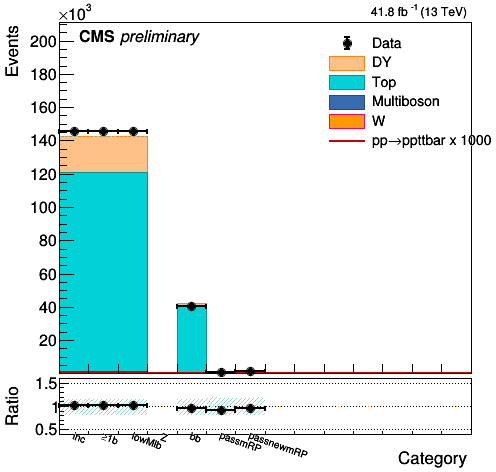 ×10³
41.8 fb⁻¹ (13 TeV)
CMS preliminary
Events
200
180
160
140
120
100
80
60
40
20
Data
DY
Top
Multiboson
W
pp→ppttbar x 1000
Ratio
1.5
1
0.5
inc
≥1b
lowMlb
Z
bb
passmRP
passnewmRP
Category